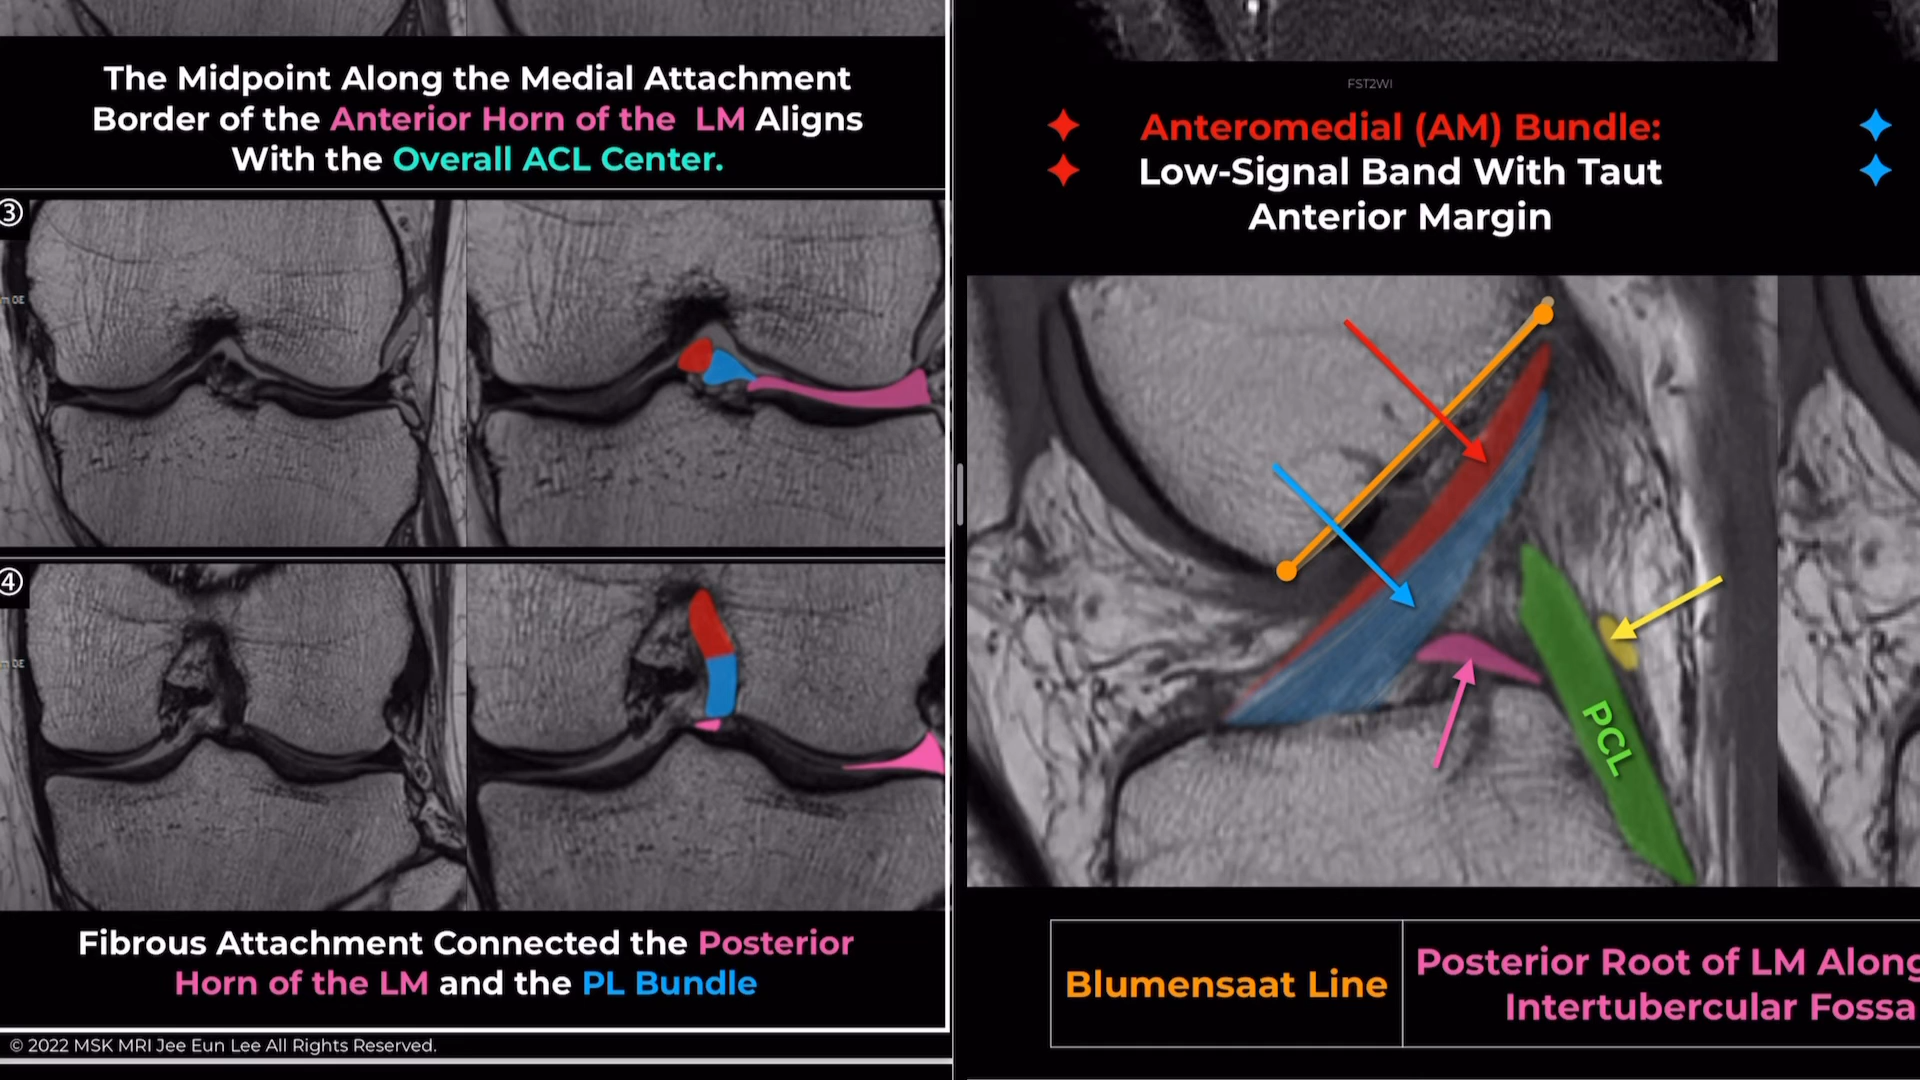 The Midpoint Along the Medial Attachment
Border of the Anterior Horn of the LM Aligns
With the Overall ACL Center.
③
④
Fibrous Attachment Connected the Posterior
Horn of the LM and the PL Bundle
© 2022 MSK MRI Jee Eun Lee All Rights Reserved.
FST2WI
Anteromedial (AM) Bundle:
Low-Signal Band With Taut
Anterior Margin
PCL
Blumensaat Line
Posterior Root of LM Along
Intertubercular Fossa